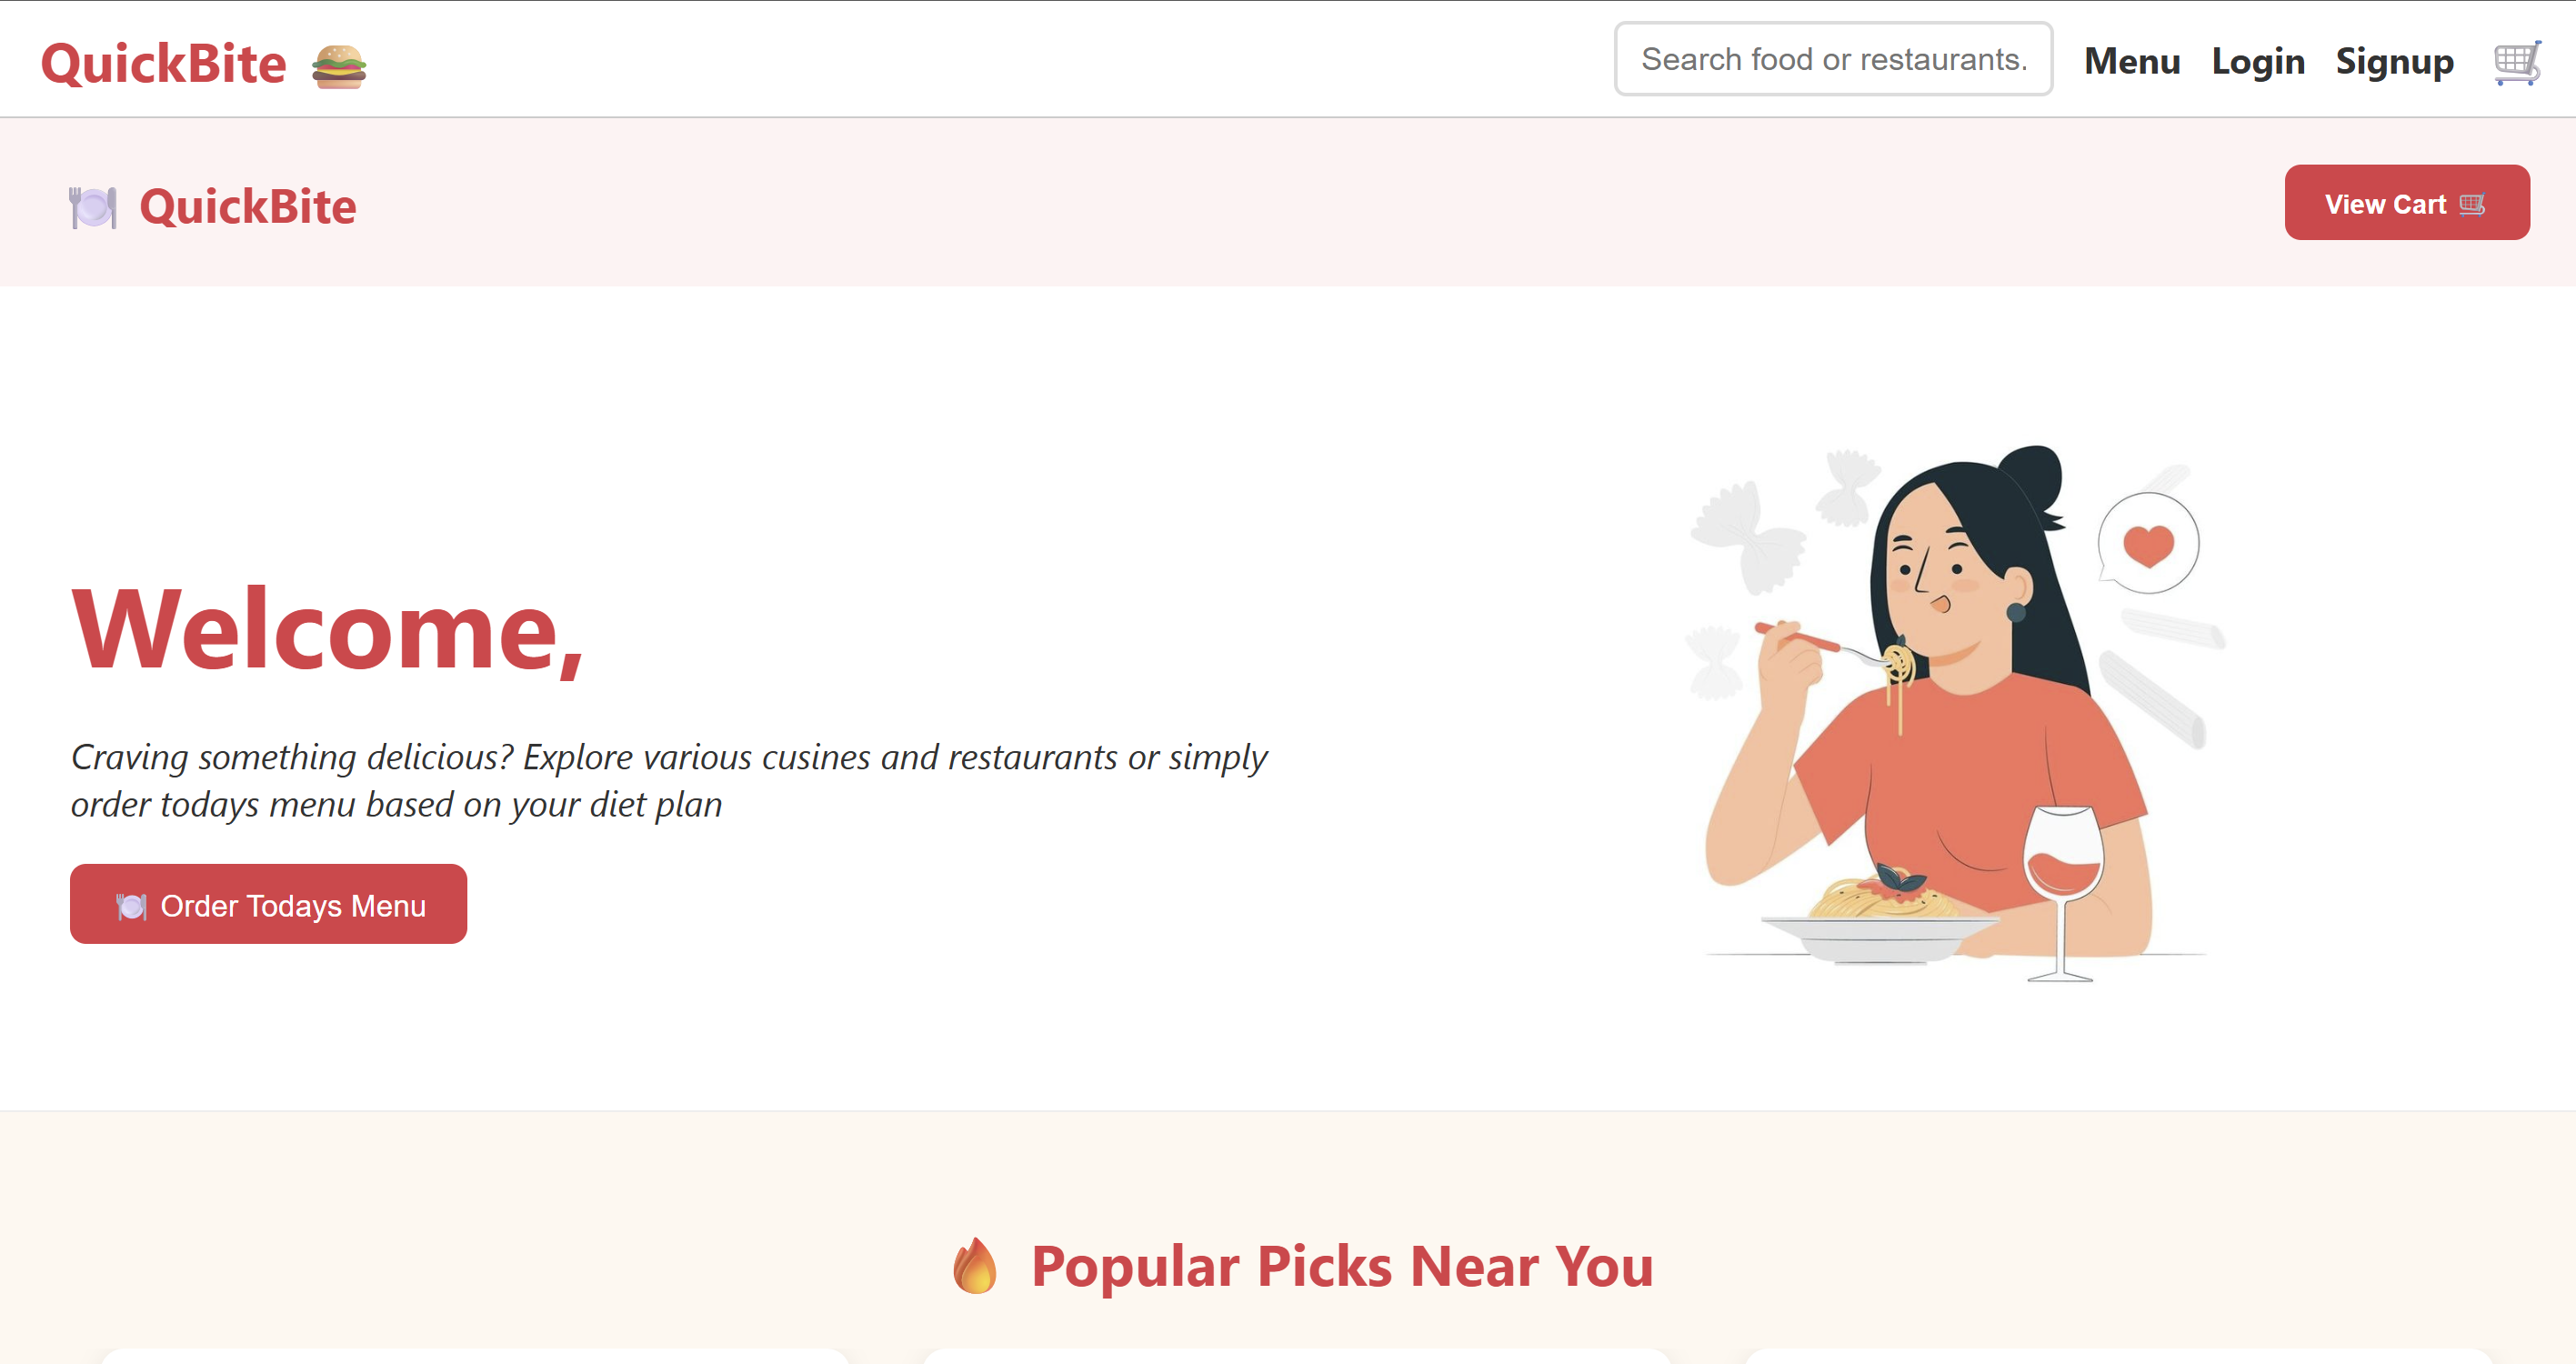 QuickBite
Search food or restaurants.
Menu
Login
Signup
QuickBite
View Cart
Welcome,
Craving something delicious? Explore various cusines and restaurants or simply
order todays menu based on your diet plan
Order Todays Menu
Popular Picks Near You